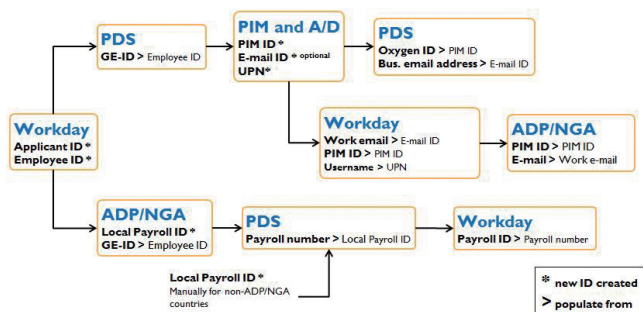 PDS
GE-ID > Employee ID
PIM and A/D
PIM ID *
E-mail ID * optional
UPN*
PDS
Oxygen ID > PIM ID
Bus. email address > E-mail ID
Workday
Applicant ID *
Employee ID *
Workday
Work email > E-mail ID
PIM ID > PIM ID
Username > UPN
ADP/NGA
PIM ID > PIM ID
E-mail > Work e-mail
ADP/NGA
Local Payroll ID *
GE-ID > Employee ID
PDS
Payroll number > Local Payroll ID
Workday
Payroll ID > Payroll number
Local Payroll ID *
Manually for non-ADP/NGA
countries
* new ID created
> populate from